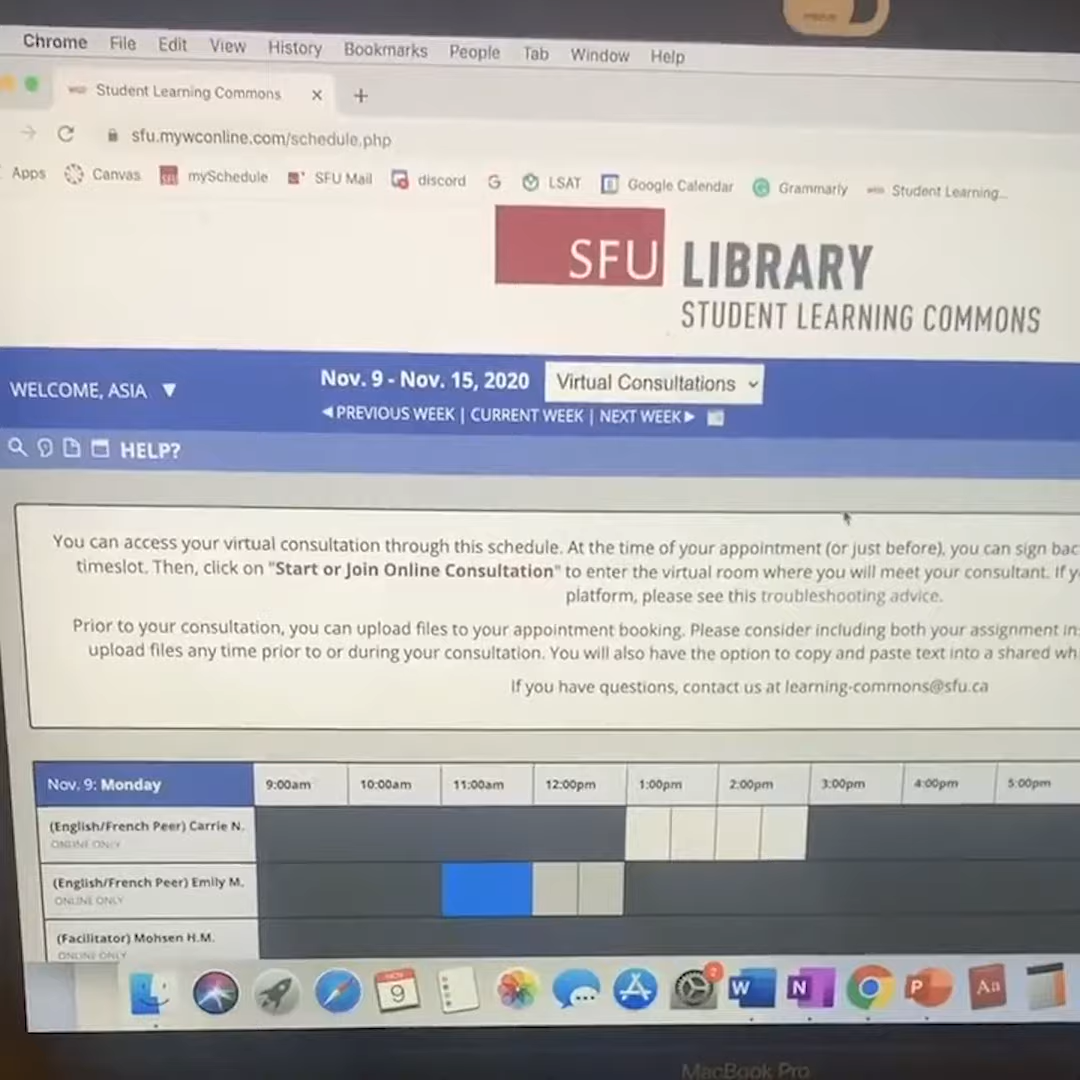 Chrome File Edit View History Bookmarks People Tab Window Help
Student Learning Commons × +
sfu.mywconline.com/schedule.php
Apps Canvas mySchedule SFU Mail discord G LSAT Google Calendar Grammarly Student Learning...
SFU LIBRARY
STUDENT LEARNING COMMONS
WELCOME, ASIA ▼
Nov. 9 - Nov. 15, 2020 Virtual Consultations
◀PREVIOUS WEEK | CURRENT WEEK | NEXT WEEK▶
HELP?
You can access your virtual consultation through this schedule. At the time of your appointment (or just before), you can sign bac
timeslot. Then, click on "Start or Join Online Consultation" to enter the virtual room where you will meet your consultant. If y
platform, please see this troubleshooting advice.
Prior to your consultation, you can upload files to your appointment booking. Please consider including both your assignment in
upload files any time prior to or during your consultation. You will also have the option to copy and paste text into a shared wh
If you have questions, contact us at learning-commons@sfu.ca
Nov. 9: Monday 9:00am 10:00am 11:00am 12:00pm 1:00pm 2:00pm 3:00pm 4:00pm 5:00pm
(English/French Peer) Carrie N.
ONLINE ONLY
(English/French Peer) Emily M.
ONLINE ONLY
(Facilitator) Mohsen H.M.
ONLINE ONLY
NOV
9
2
W N P Aa
MacBook Pro